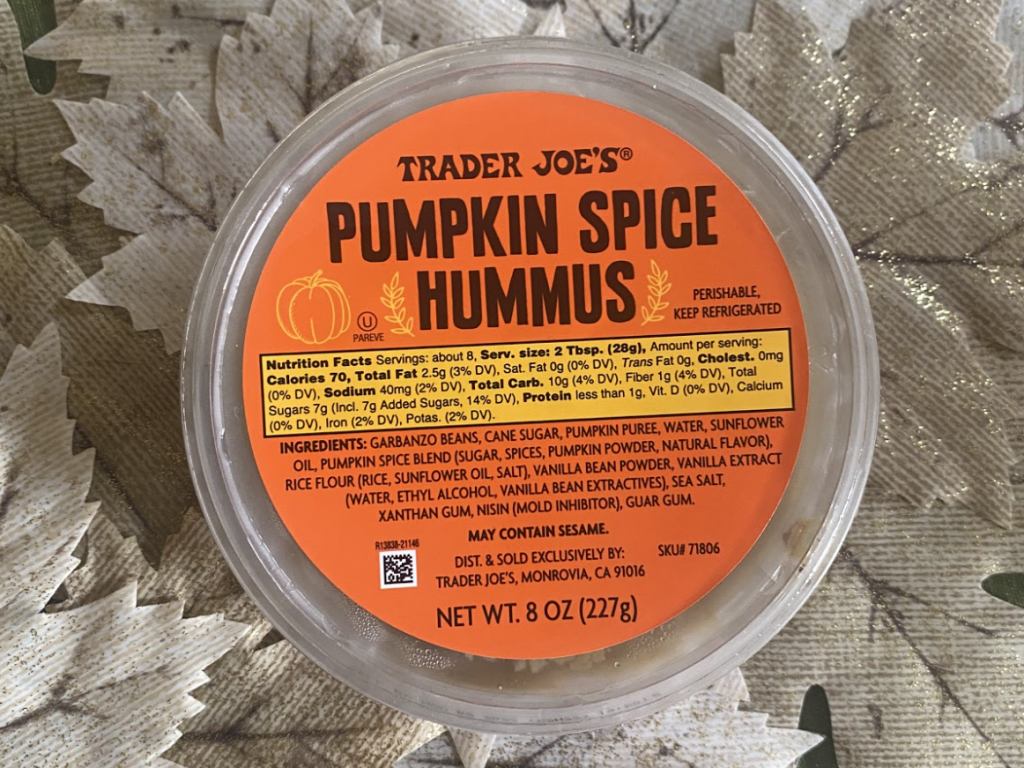 TRADER JOE'S®
PUMPKIN SPICE
HUMMUS
U
PAREVE
PERISHABLE,
KEEP REFRIGERATED
Nutrition Facts Servings: about 8, Serv. size: 2 Tbsp. (28g), Amount per serving:
Calories 70, Total Fat 2.5g (3% DV), Sat. Fat 0g (0% DV), Trans Fat 0g, Cholest. 0mg
(0% DV), Sodium 40mg (2% DV), Total Carb. 10g (4% DV), Fiber 1g (4% DV), Total
Sugars 7g (Incl. 7g Added Sugars, 14% DV), Protein less than 1g, Vit. D (0% DV), Calcium
(0% DV), Iron (2% DV), Potas. (2% DV).
INGREDIENTS: GARBANZO BEANS, CANE SUGAR, PUMPKIN PUREE, WATER, SUNFLOWER
OIL, PUMPKIN SPICE BLEND (SUGAR, SPICES, PUMPKIN POWDER, NATURAL FLAVOR),
RICE FLOUR (RICE, SUNFLOWER OIL, SALT), VANILLA BEAN POWDER, VANILLA EXTRACT
(WATER, ETHYL ALCOHOL, VANILLA BEAN EXTRACTIVES), SEA SALT,
XANTHAN GUM, NISIN (MOLD INHIBITOR), GUAR GUM.
MAY CONTAIN SESAME.
R13838-21146
DIST. & SOLD EXCLUSIVELY BY:
TRADER JOE'S, MONROVIA, CA 91016
SKU# 71806
NET WT. 8 OZ (227g)